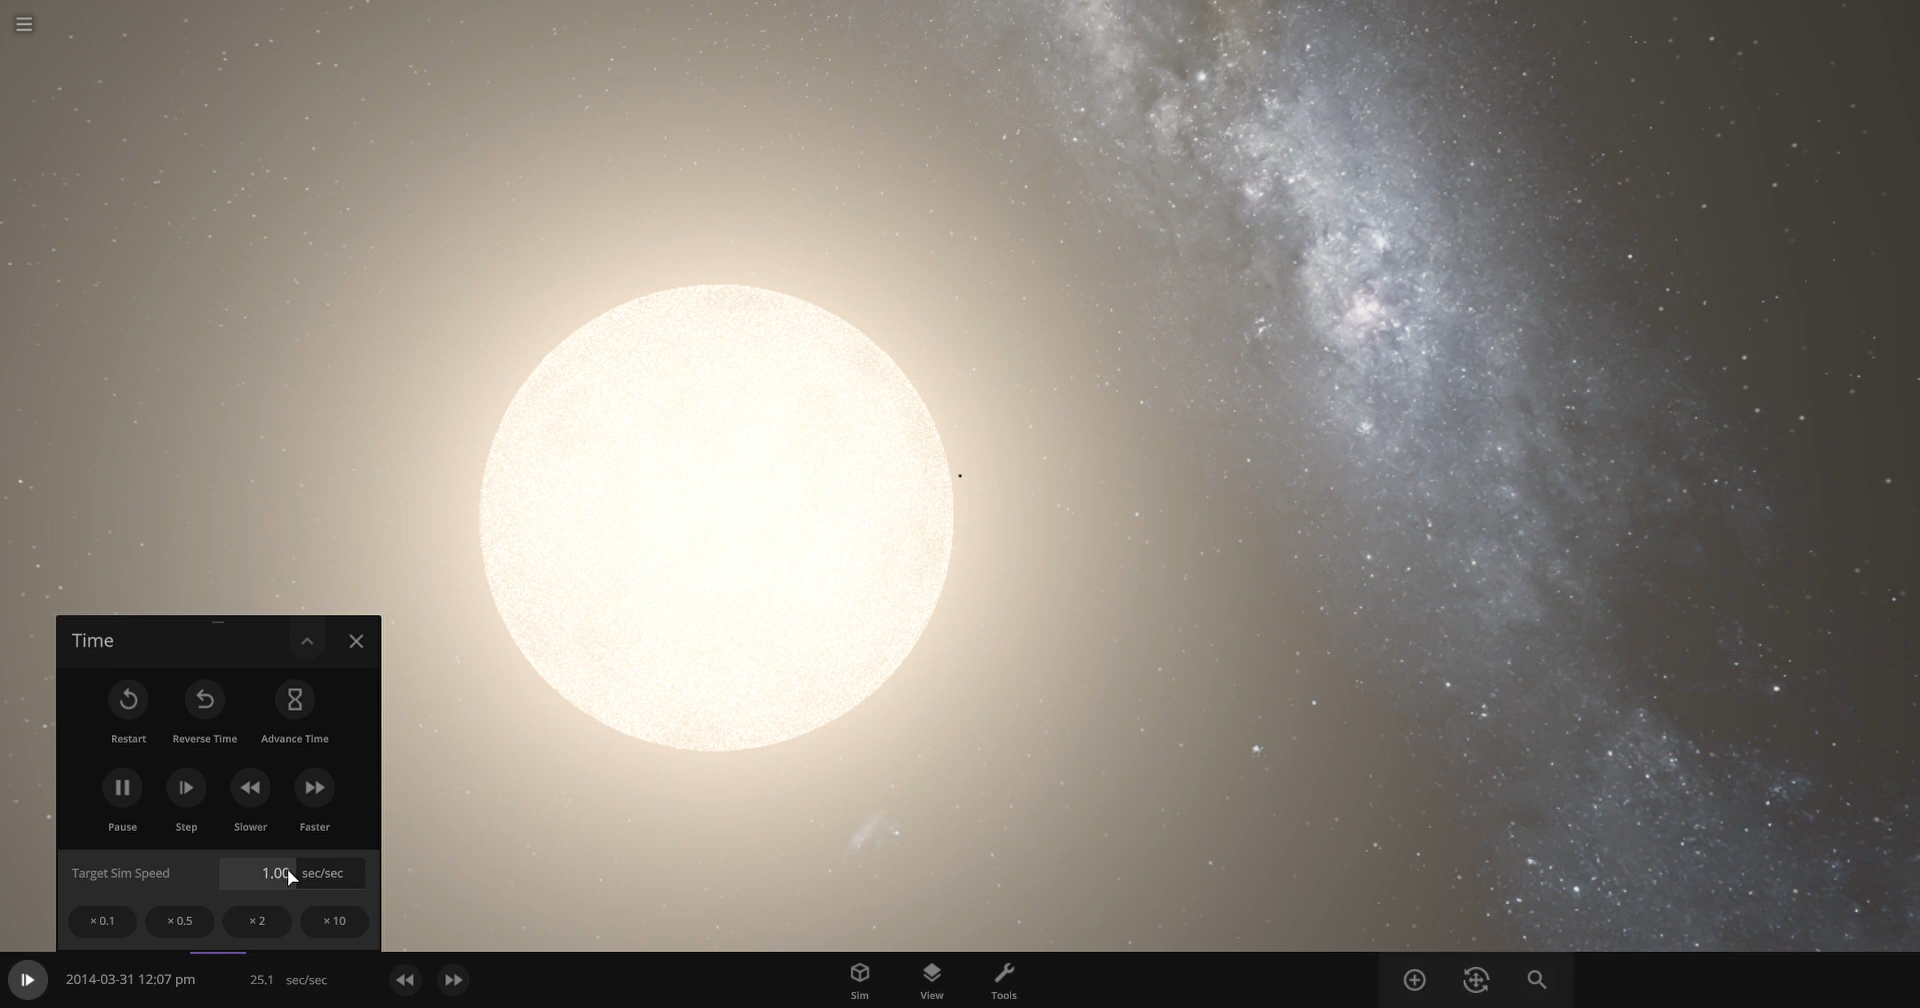 Time
Restart Reverse Time Advance Time
Pause Step Slower Faster
Target Sim Speed 1.00 sec/sec
× 0.1 × 0.5 × 2 × 10
2014-03-31 12:07 pm 25.1 sec/sec Sim View Tools